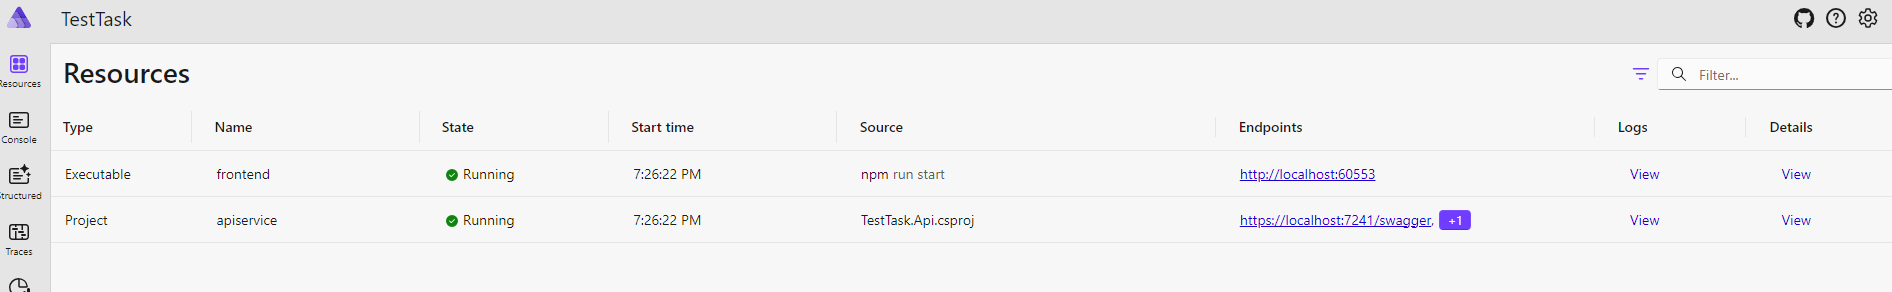 TestTask
Resources
Resources
Filter...
Type Name State Start time Source Endpoints Logs Details
Console
Executable frontend Running 7:26:22 PM npm run start http://localhost:60553 View View
Structured
Project apiservice Running 7:26:22 PM TestTask.Api.csproj https://localhost:7241/swagger. +1 View View
Traces